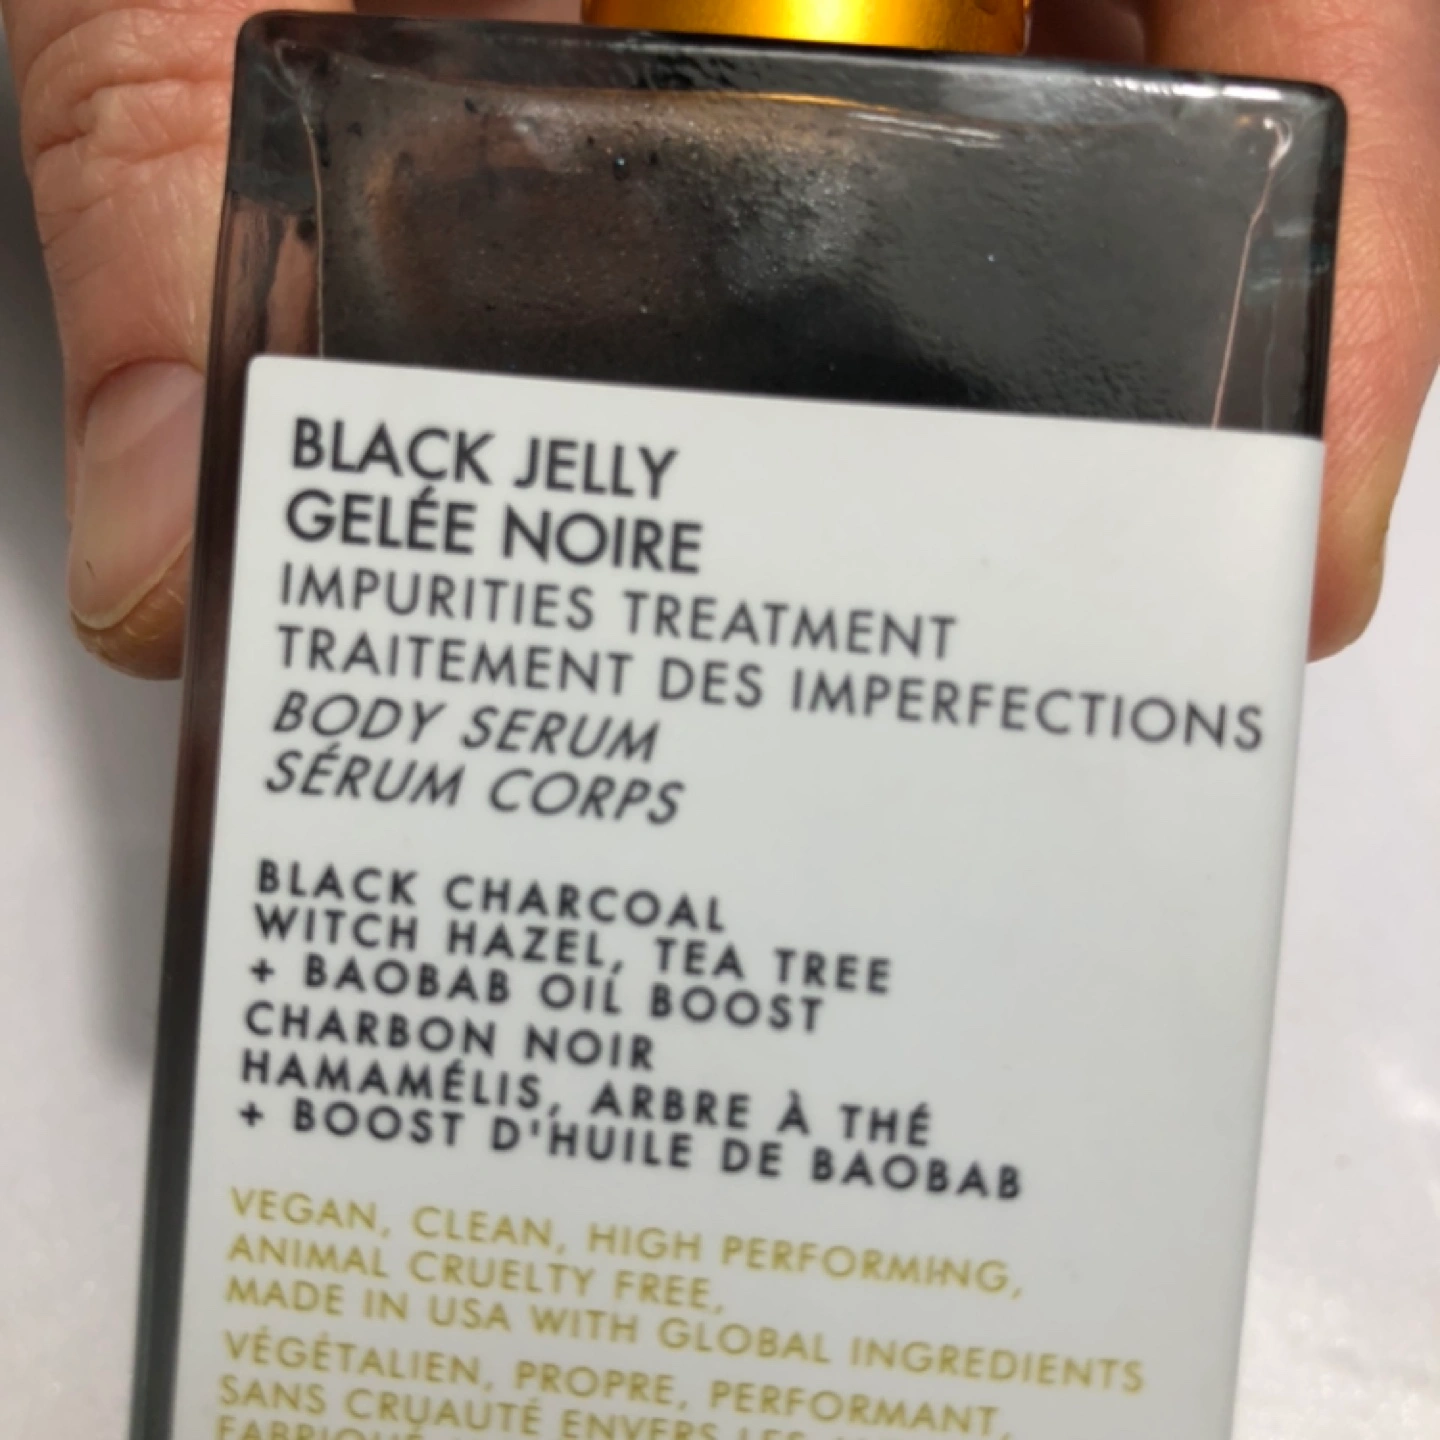 BLACK JELLY
GELÉE NOIRE
IMPURITIES TREATMENT
TRAITEMENT DES IMPERFECTIONS
BODY SERUM
SÉRUM CORPS
BLACK CHARCOAL
WITCH HAZEL, TEA TREE
+ BAOBAB OIL BOOST
CHARBON NOIR
HAMAMÉLIS, ARBRE À THÉ
+ BOOST D'HUILE DE BAOBAB
VEGAN, CLEAN, HIGH PERFORMING,
ANIMAL CRUELTY FREE,
MADE IN USA WITH GLOBAL INGREDIENTS
VÉGÉTALIEN, PROPRE, PERFORMANT,
SANS CRUAUTÉ ENVERS LES